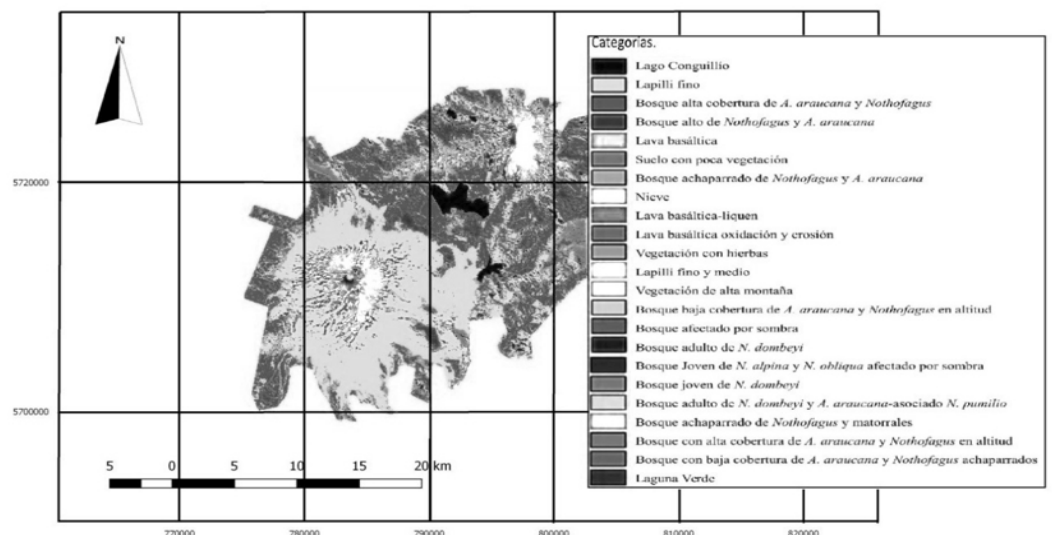 N
Categorías.
Lago Conguillío
Lapilli fino
Bosque alta cobertura de A. araucana y Nothofagus
Bosque alto de Nothofagus y A. araucana
Lava basáltica
Suelo con poca vegetación
Bosque achaparrado de Nothofagus y A. araucana
Nieve
Lava basáltica-liquen
Lava basáltica oxidación y erosión
Vegetación con hierbas
Lapilli fino y medio
Vegetación de alta montaña
Bosque baja cobertura de A. araucana y Nothofagus en altitud
Bosque afectado por sombra
Bosque adulto de N. dombeyi
Bosque Joven de N. alpina y N. obliqua afectado por sombra
Bosque joven de N. dombeyi
Bosque adulto de N. dombeyi y A. araucana-asociado N. pumilio
Bosque achaparrado de Nothofagus y matorrales
Bosque con alta cobertura de A. araucana y Nothofagus en altitud
Bosque con baja cobertura de A. araucana y Nothofagus achaparrados
Laguna Verde
5720000
5700000
5 0 5 10 15 20 km
770000 780000 790000 800000 810000 820000